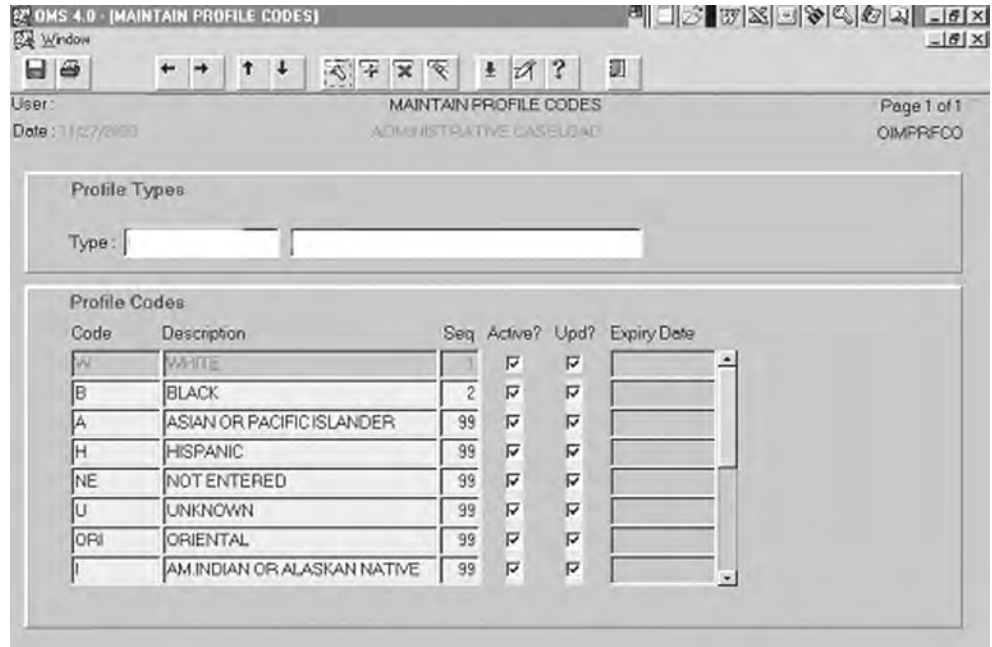 OMS 4.0 - [MAINTAIN PROFILE CODES]
Window
User: MAINTAIN PROFILE CODES Page 1 of 1
Date: 11/27/2000 ADMINISTRATIVE CASELOAD OIMPRFCO
Profile Types
Type:
Profile Codes
Code Description Seq Active? Upd? Expiry Date
W WHITE 1
B BLACK 2
A ASIAN OR PACIFIC ISLANDER 99
H HISPANIC 99
NE NOT ENTERED 99
U UNKNOWN 99
ORI ORIENTAL 99
I AM.INDIAN OR ALASKAN NATIVE 99